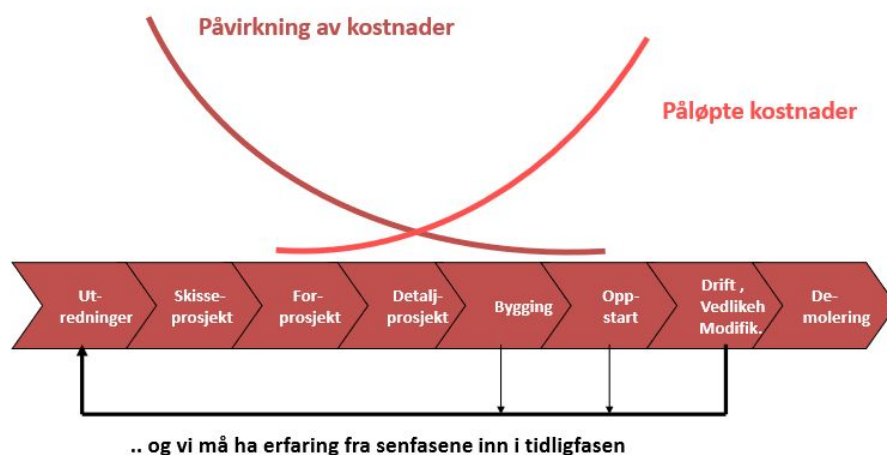 Påvirkning av kostnader
Påløpte kostnader
Ut-
redninger
Skisse-
prosjekt
For-
prosjekt
Detalj-
prosjekt
Bygging
Opp-
start
Drift ,
Vedlikeh
Modifik.
De-
molering
.. og vi må ha erfaring fra senfasene inn i tidligfasen